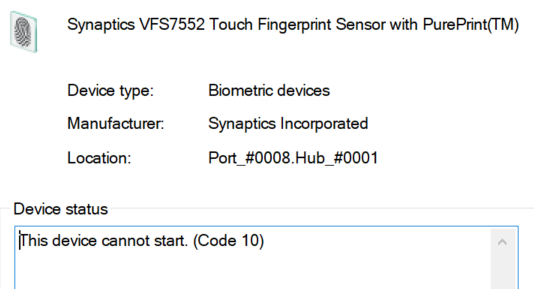 Synaptics VFS7552 Touch Fingerprint Sensor with PurePrint(TM)
Device type: Biometric devices
Manufacturer: Synaptics Incorporated
Location: Port_#0008.Hub_#0001
Device status
This device cannot start. (Code 10)